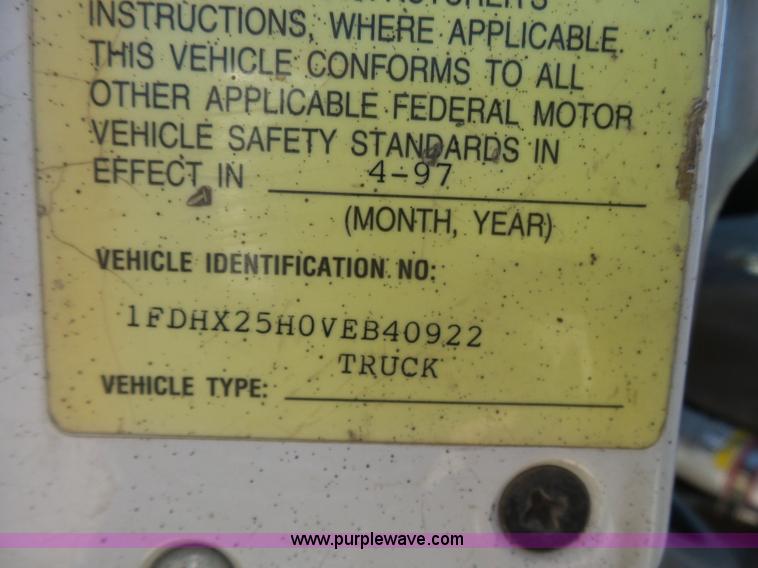 INSTRUCTIONS, WHERE APPLICABLE.
THIS VEHICLE CONFORMS TO ALL
OTHER APPLICABLE FEDERAL MOTOR
VEHICLE SAFETY STANDARDS IN
EFFECT IN 4-97
(MONTH, YEAR)
VEHICLE IDENTIFICATION NO:
1FDHX25H0VEB40922
TRUCK
VEHICLE TYPE:
www.purplewave.com